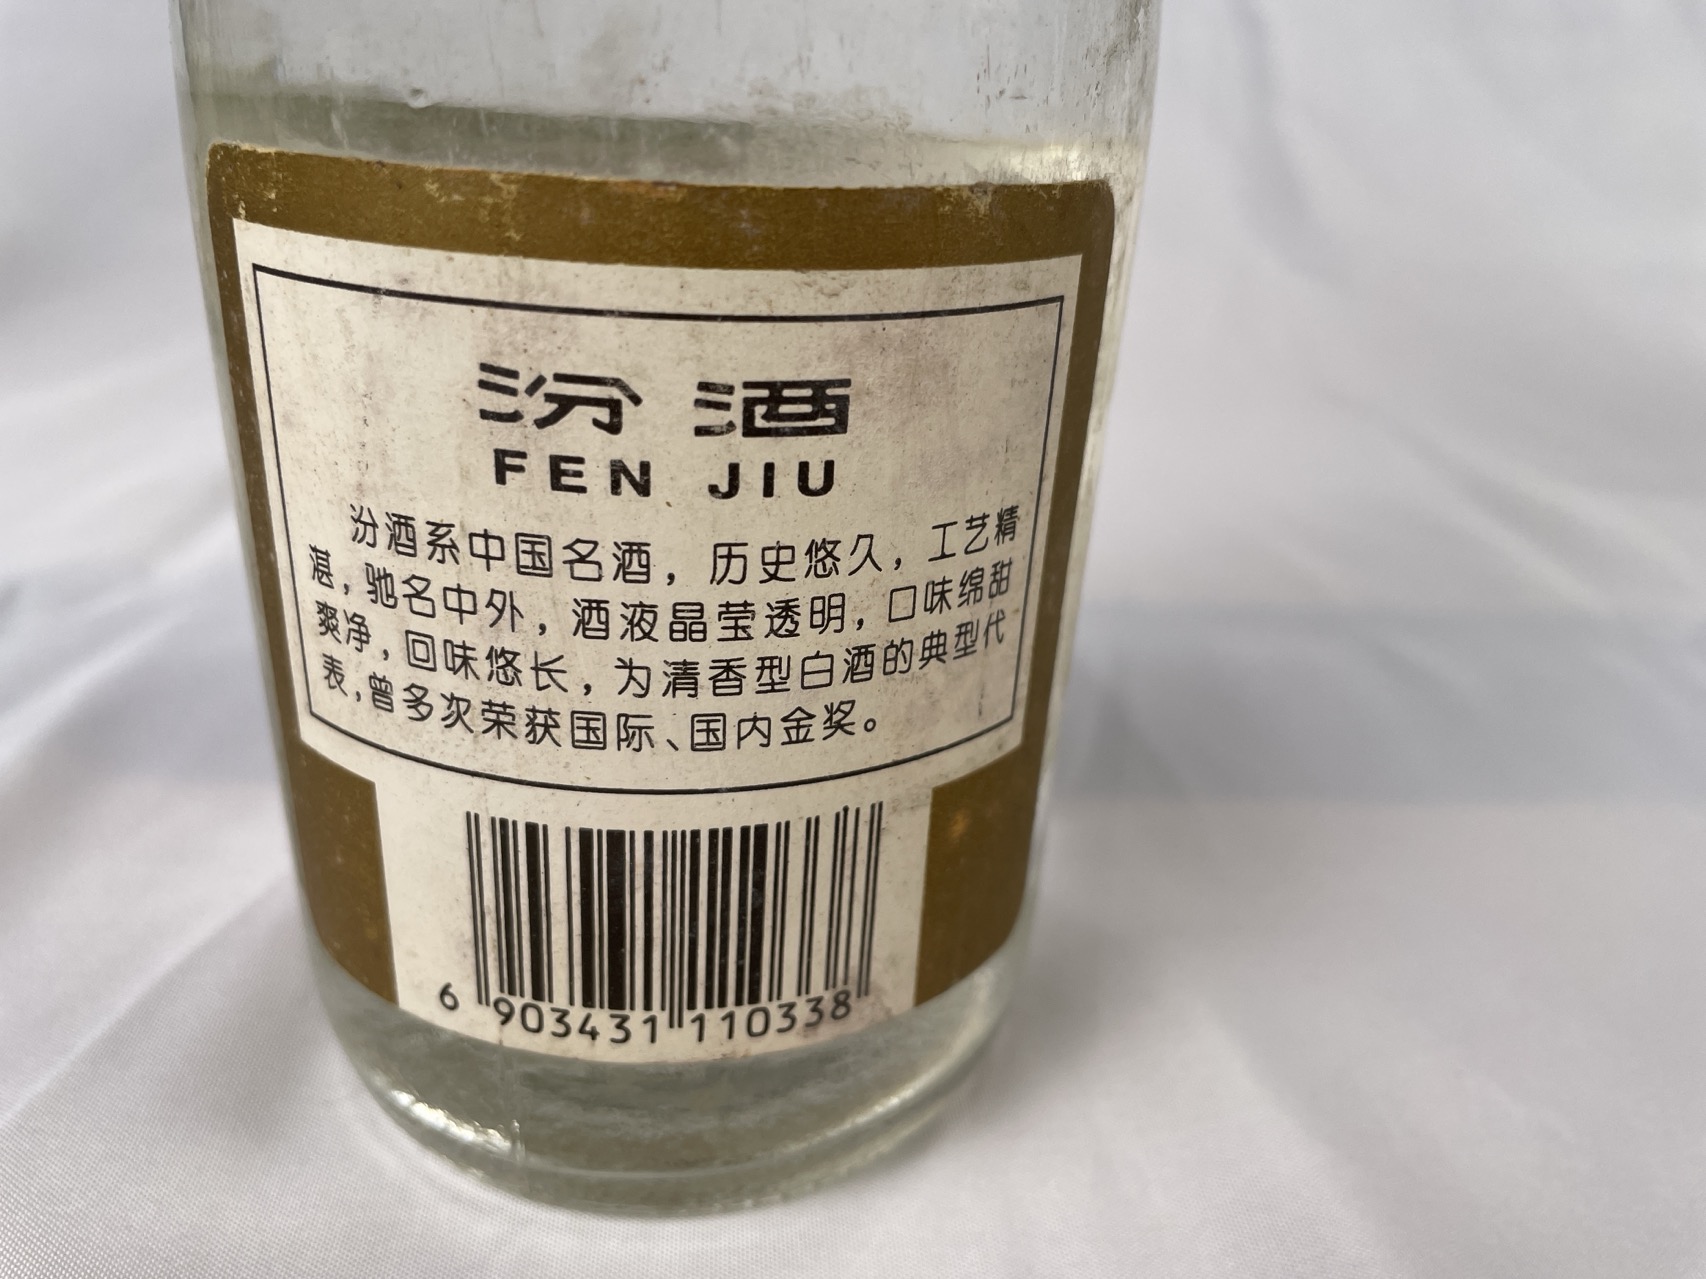 汾酒
FEN JIU
汾酒系中国名酒，历史悠久，工艺精
湛，驰名中外，酒液晶莹透明，口味绵甜
爽净，回味悠长，为清香型白酒的典型代
表，曾多次荣获国际、国内金奖。
6 903431 110338